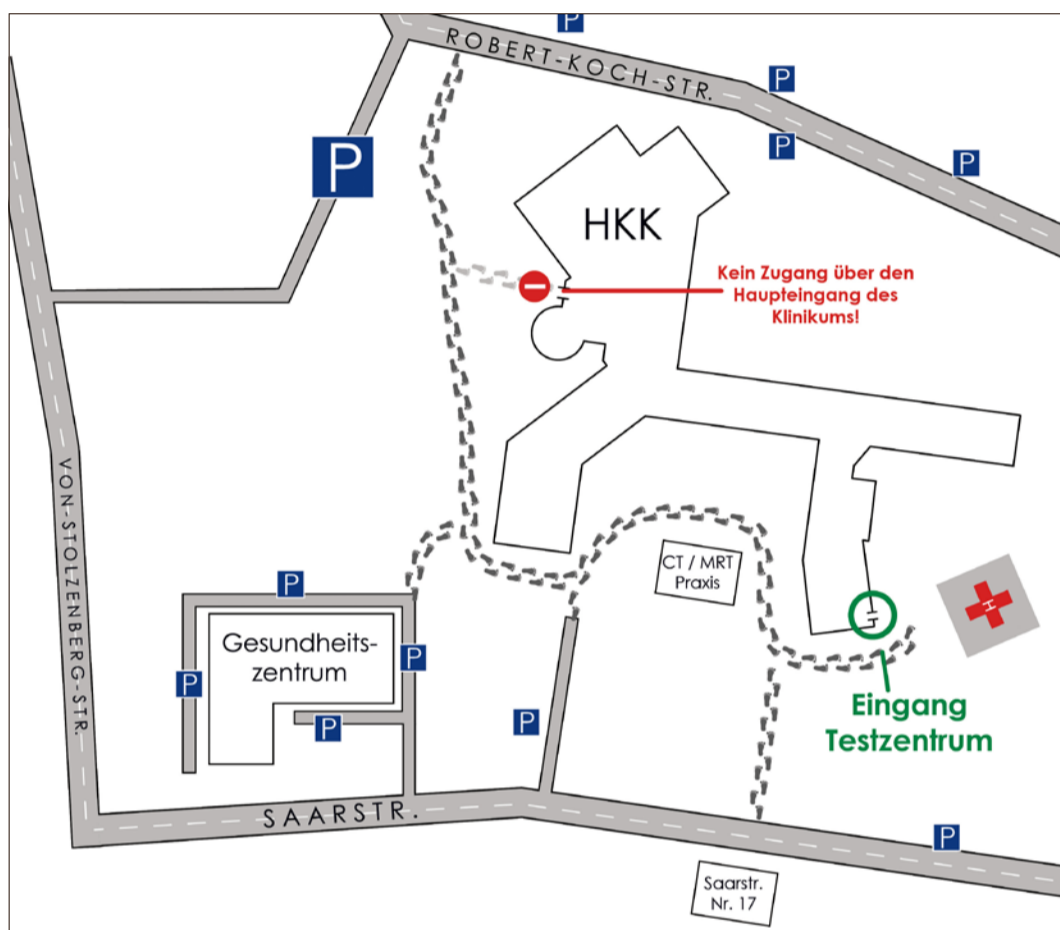 P
ROBERT-KOCH-STR.
P
P
P
P
HKK
Kein Zugang über den
Haupteingang des
Klinikums!
VON-STOLZENBERG-STR.
CT / MRT
Praxis
P
H
Gesundheits-
zentrum
P
P
P
P
Eingang
Testzentrum
SAARSTR.
P
Saarstr.
Nr. 17